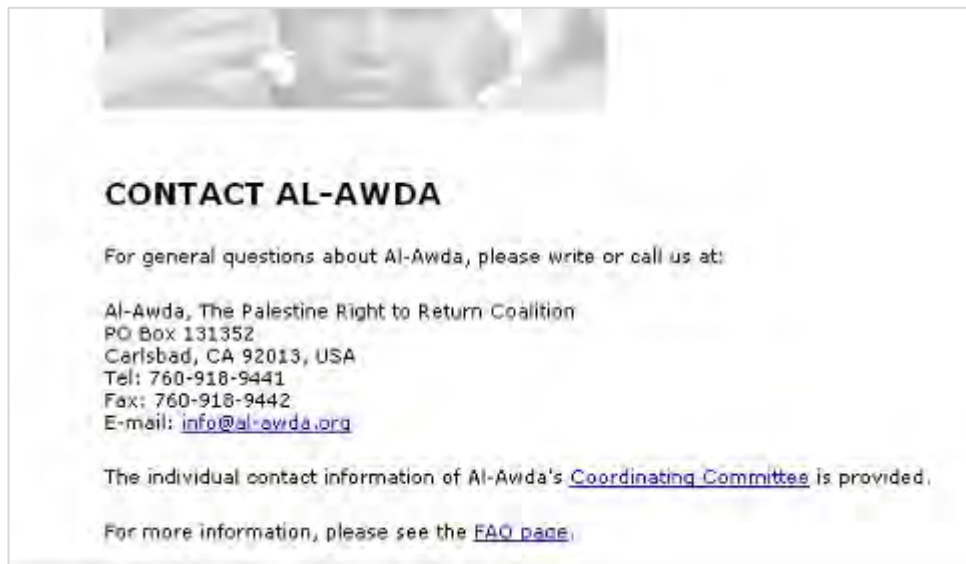 CONTACT AL-AWDA
For general questions about Al-Awda, please write or call us at:
Al-Awda, The Palestine Right to Return Coalition
PO Box 131352
Carlsbad, CA 92013, USA
Tel: 760-918-9441
Fax: 760-918-9442
E-mail: info@al-awda.org
The individual contact information of Al-Awda's Coordinating Committee is provided.
For more information, please see the FAQ page.